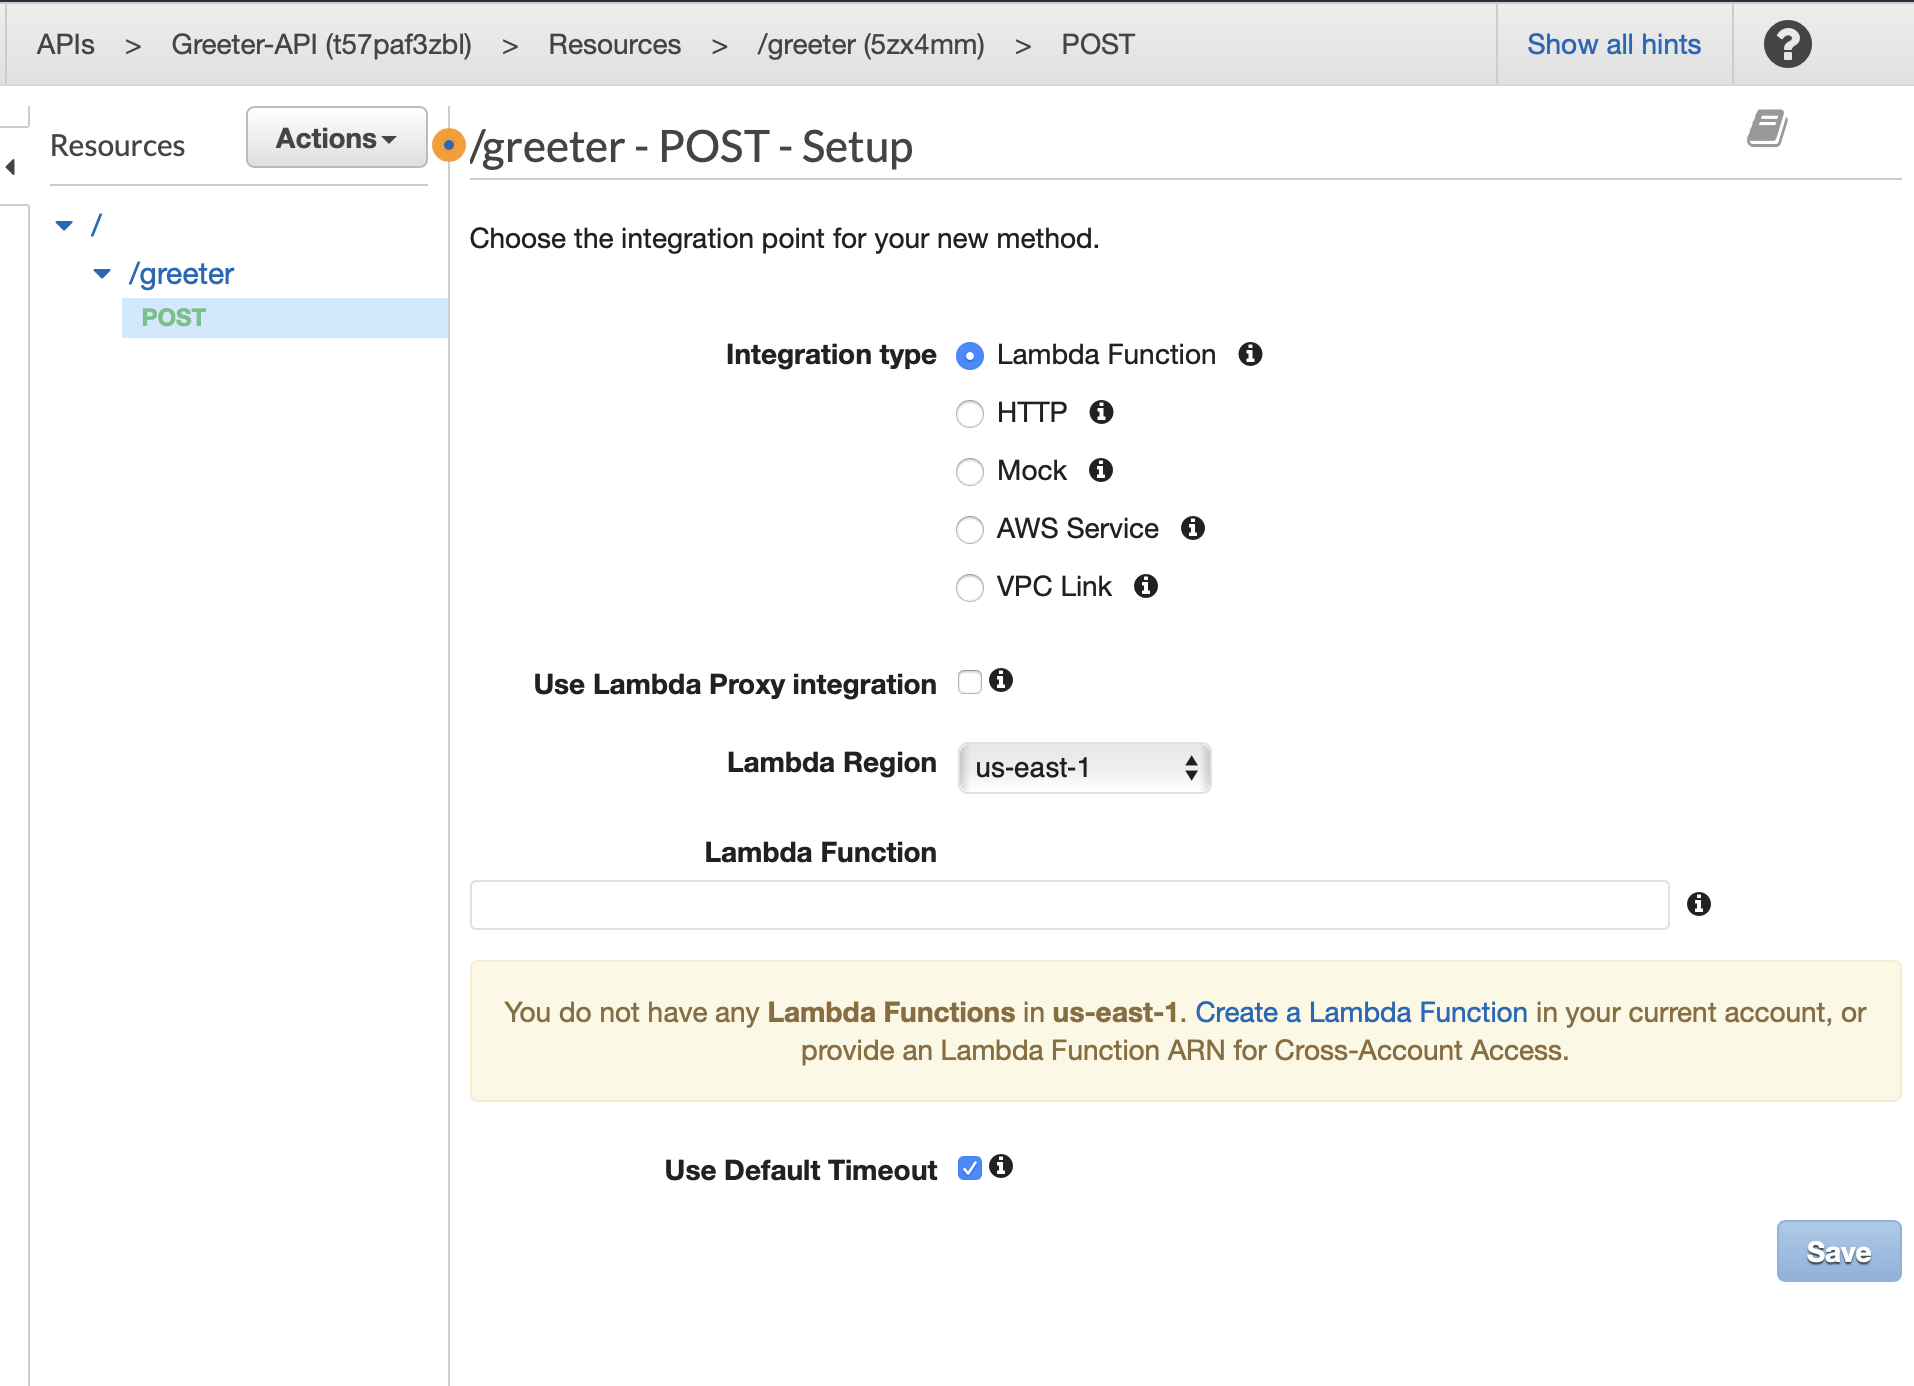 APIs > Greeter-API (t57paf3zbl) > Resources > /greeter (5zx4mm) > POST Show all hints ?
Resources Actions
/greeter - POST - Setup
/
/greeter
POST
Choose the integration point for your new method.
Integration type Lambda Function
HTTP
Mock
AWS Service
VPC Link
Use Lambda Proxy integration
Lambda Region us-east-1
Lambda Function
You do not have any Lambda Functions in us-east-1. Create a Lambda Function in your current account, or
provide an Lambda Function ARN for Cross-Account Access.
Use Default Timeout
Save